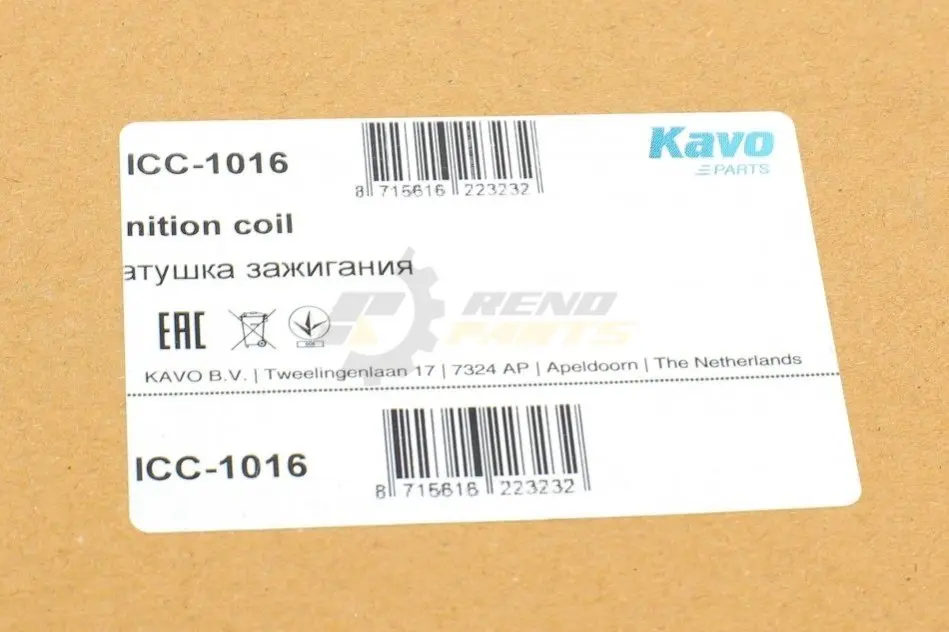 ICC-1016
8 715616 223232
Kavo
PARTS
nition coil
атушка зажигания
EAC
RENO
PARTS
KAVO B.V. | Tweelingenlaan 17 | 7324 AP | Apeldoorn | The Netherlands
ICC-1016
8 715616 223232